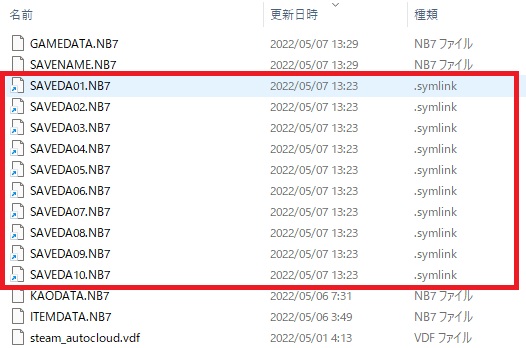 名前 更新日時 種類
GAMEDATA.NB7 2022/05/07 13:29 NB7 ファイル
SAVENAME.NB7 2022/05/07 13:29 NB7 ファイル
SAVEDA01.NB7 2022/05/07 13:23 .symlink
SAVEDA02.NB7 2022/05/07 13:23 .symlink
SAVEDA03.NB7 2022/05/07 13:23 .symlink
SAVEDA04.NB7 2022/05/07 13:23 .symlink
SAVEDA05.NB7 2022/05/07 13:23 .symlink
SAVEDA06.NB7 2022/05/07 13:23 .symlink
SAVEDA07.NB7 2022/05/07 13:23 .symlink
SAVEDA08.NB7 2022/05/07 13:23 .symlink
SAVEDA09.NB7 2022/05/07 13:23 .symlink
SAVEDA10.NB7 2022/05/07 13:23 .symlink
KAODATA.NB7 2022/05/06 7:31 NB7 ファイル
ITEMDATA.NB7 2022/05/06 3:49 NB7 ファイル
steam_autocloud.vdf 2022/05/01 4:13 VDF ファイル